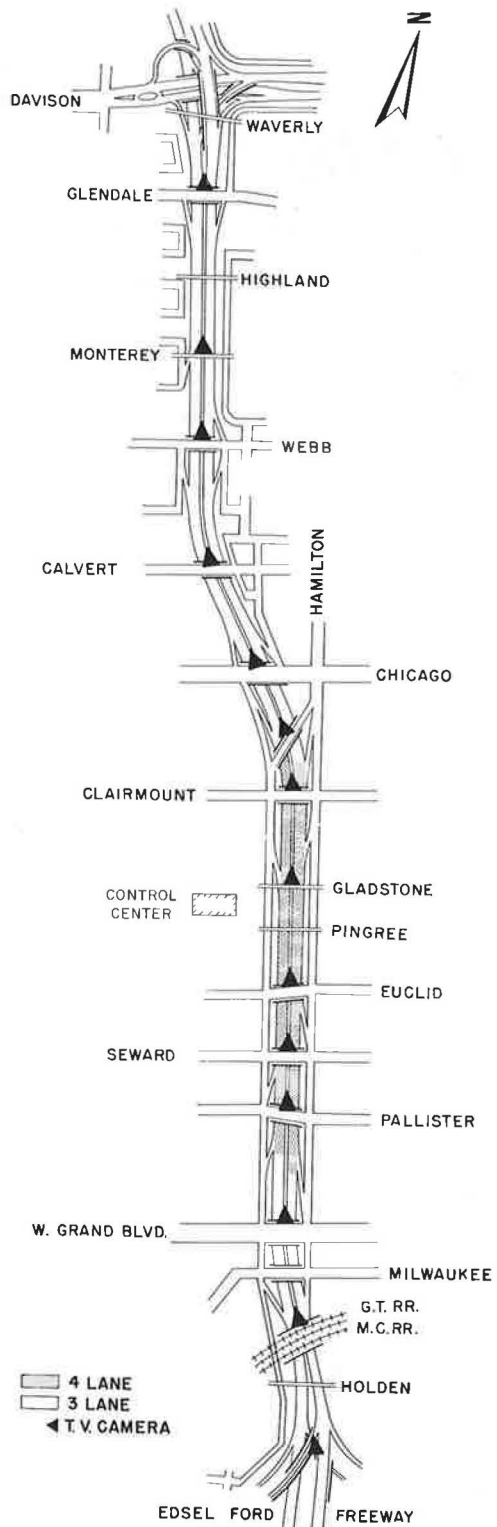 N
DAVISON
WAVERLY
GLENDALE
HIGHLAND
MONTEREY
WEBB
CALVERT
HAMILTON
CHICAGO
CLAIRMOUNT
CONTROL
CENTER
GLADSTONE
PINGREE
EUCLID
SEWARD
PALLISTER
W. GRAND BLVD.
MILWAUKEE
G.T. RR.
M.C.RR.
HOLDEN
4 LANE
3 LANE
T.V. CAMERA
EDSEL FORD FREEWAY